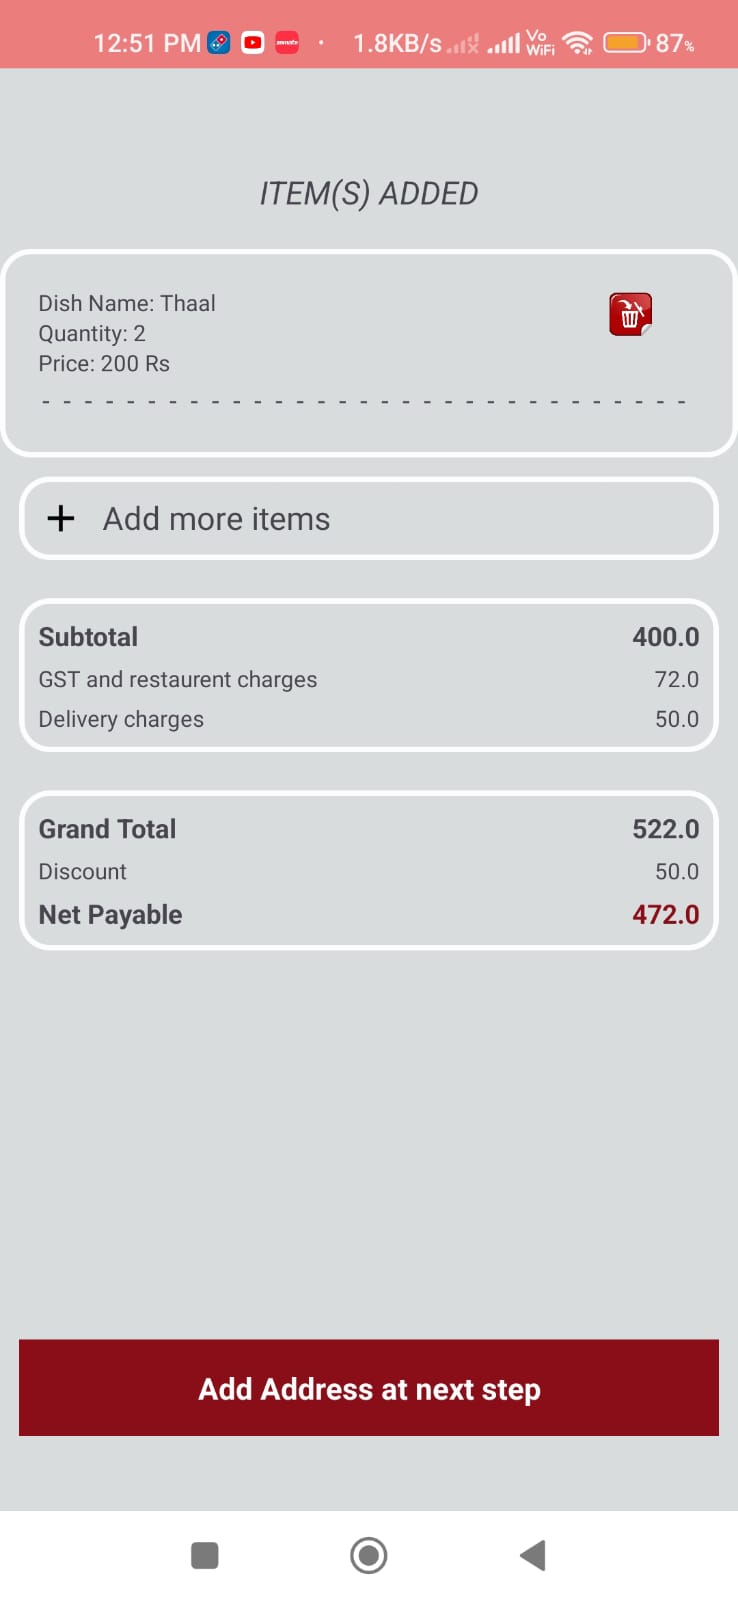 12:51 PM · 1.8KB/s Vo WiFi 87%
ITEM(S) ADDED
Dish Name: Thaal
Quantity: 2
Price: 200 Rs
- - - - - - - - - - - - - - - - - - - - - - - - - - - - - - -
+ Add more items
Subtotal 400.0
GST and restaurent charges 72.0
Delivery charges 50.0
Grand Total 522.0
Discount 50.0
Net Payable 472.0
Add Address at next step